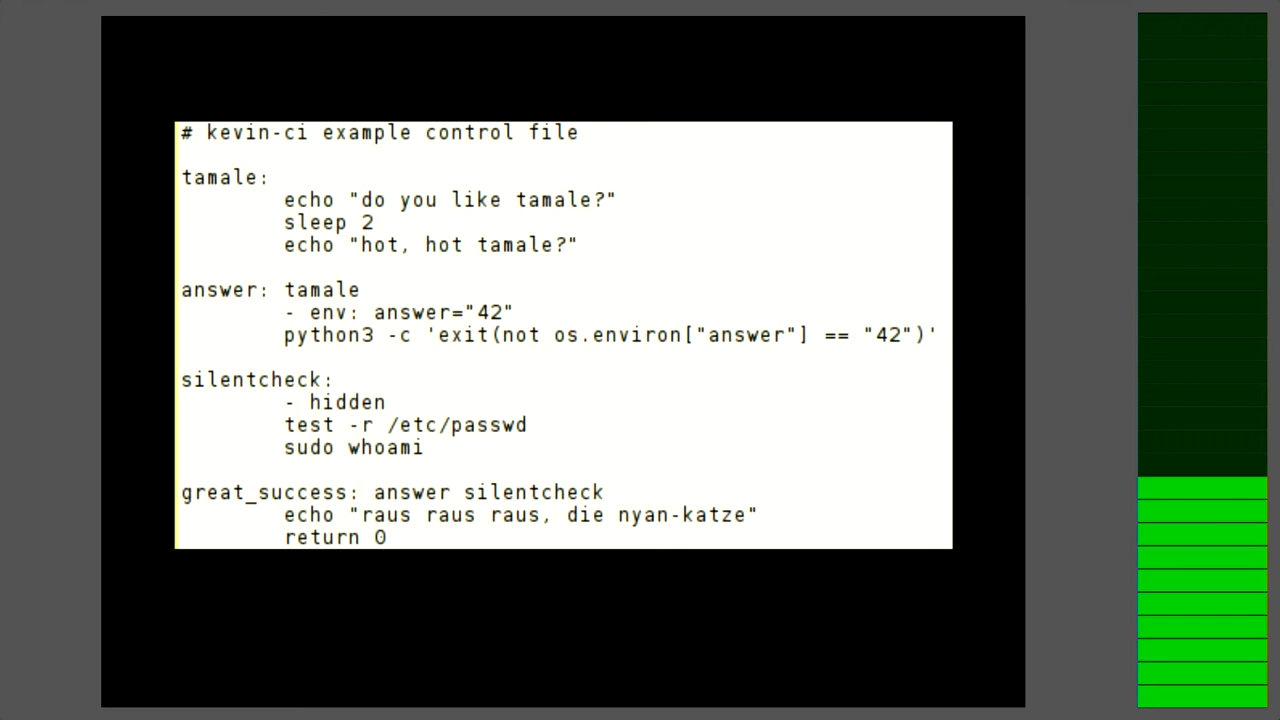 # kevin-ci example control file
tamale:
echo "do you like tamale?"
sleep 2
echo "hot, hot tamale?"
answer: tamale
- env: answer="42"
python3 -c 'exit(not os.environ["answer"] == "42")'
silentcheck:
- hidden
test -r /etc/passwd
sudo whoami
great_success: answer silentcheck
echo "raus raus raus, die nyan-katze"
return 0